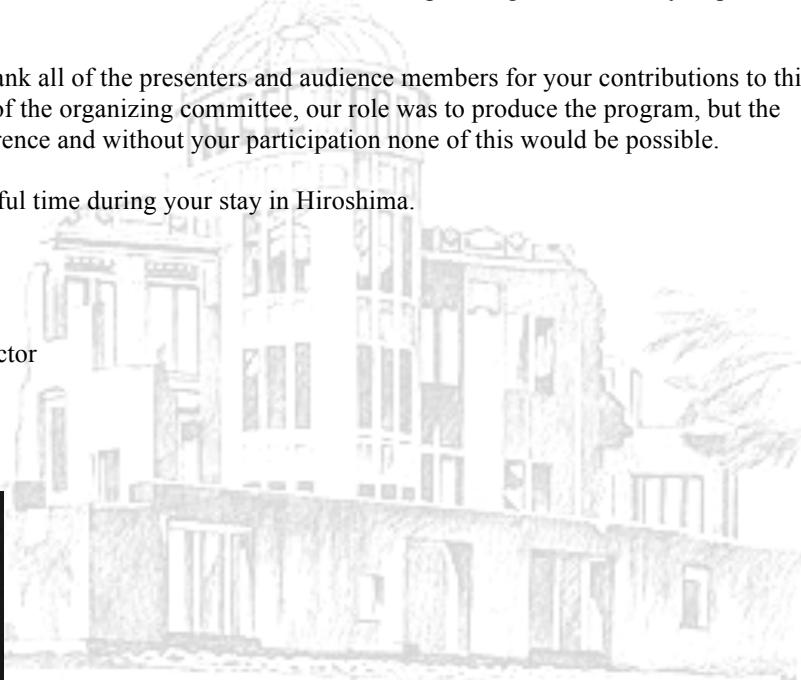 ank all of the presenters and audience members for your contributions to thi
of the organizing committee, our role was to produce the program, but the
rence and without your participation none of this would be possible.
ful time during your stay in Hiroshima.
ctor